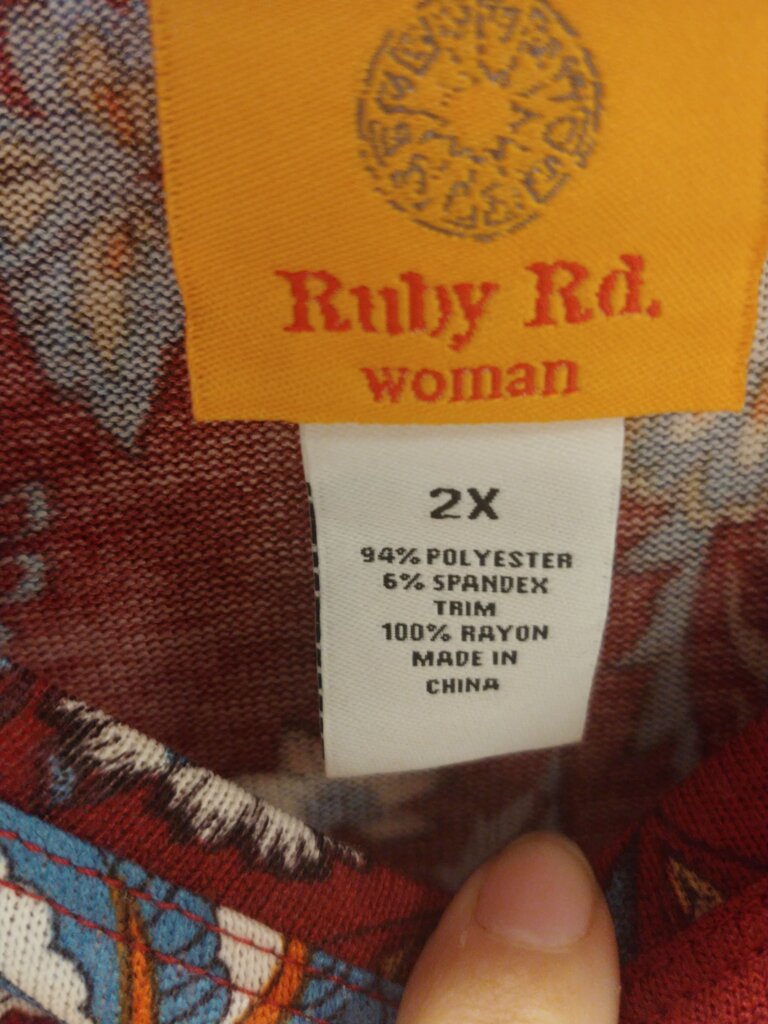 Ruby Rd.
woman
2X
94% POLYESTER
6% SPANDEX
TRIM
100% RAYON
MADE IN
CHINA